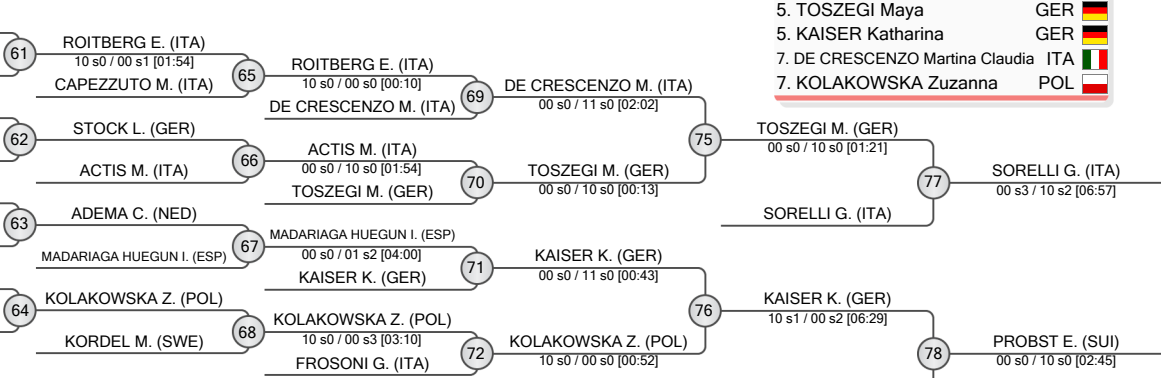 5. TOSZEGI Maya GER
5. KAISER Katharina GER
7. DE CRESCENZO Martina Claudia ITA
7. KOLAKOWSKA Zuzanna POL
61
ROITBERG E. (ITA)
10 s0 / 00 s1 [01:54]
CAPEZZUTO M. (ITA)
65
ROITBERG E. (ITA)
10 s0 / 00 s0 [00:10]
DE CRESCENZO M. (ITA)
69
DE CRESCENZO M. (ITA)
00 s0 / 11 s0 [02:02]
62
STOCK L. (GER)
ACTIS M. (ITA)
66
ACTIS M. (ITA)
00 s0 / 10 s0 [01:54]
TOSZEGI M. (GER)
70
TOSZEGI M. (GER)
00 s0 / 10 s0 [00:13]
75
TOSZEGI M. (GER)
00 s0 / 10 s0 [01:21]
SORELLI G. (ITA)
77
SORELLI G. (ITA)
00 s3 / 10 s2 [06:57]
63
ADEMA C. (NED)
MADARIAGA HUEGUN I. (ESP)
67
MADARIAGA HUEGUN I. (ESP)
00 s0 / 01 s2 [04:00]
KAISER K. (GER)
71
KAISER K. (GER)
00 s0 / 11 s0 [00:43]
64
KOLAKOWSKA Z. (POL)
KORDEL M. (SWE)
68
KOLAKOWSKA Z. (POL)
10 s0 / 00 s3 [03:10]
FROSONI G. (ITA)
72
KOLAKOWSKA Z. (POL)
10 s0 / 00 s0 [00:52]
76
KAISER K. (GER)
10 s1 / 00 s2 [06:29]
78
PROBST E. (SUI)
00 s0 / 10 s0 [02:45]